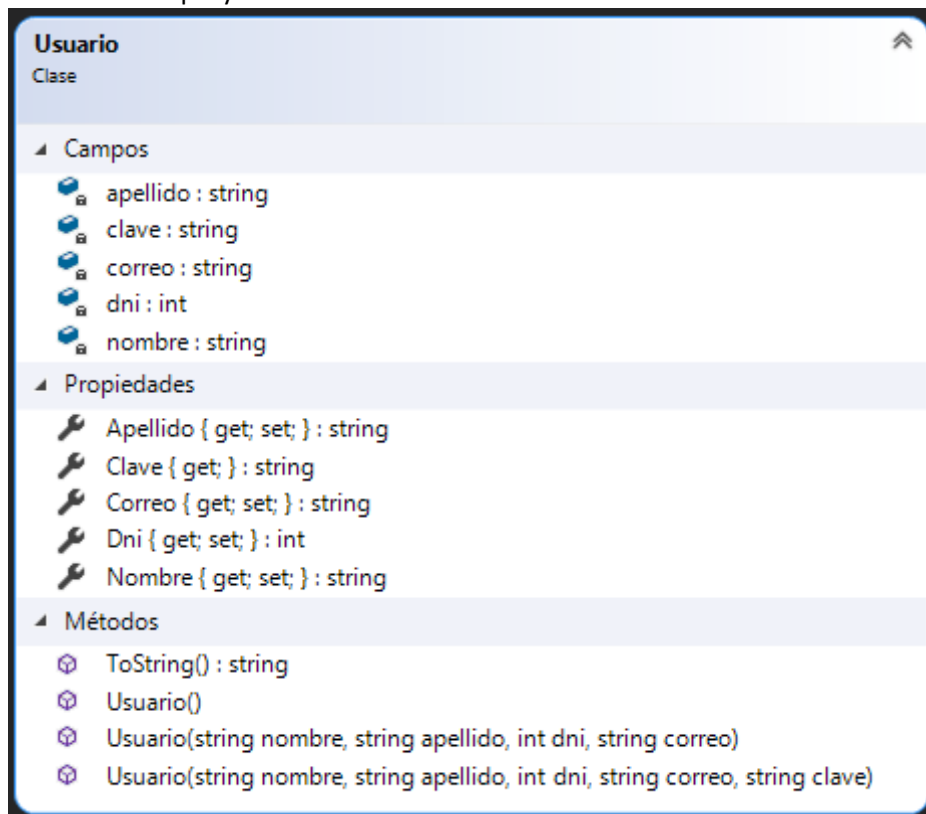 Usuario
Clase
Campos
apellido : string
clave : string
correo : string
dni : int
nombre : string
Propiedades
Apellido { get; set; } : string
Clave { get; } : string
Correo { get; set; } : string
Dni { get; set; } : int
Nombre { get; set; } : string
Métodos
ToString() : string
Usuario()
Usuario(string nombre, string apellido, int dni, string correo)
Usuario(string nombre, string apellido, int dni, string correo, string clave)